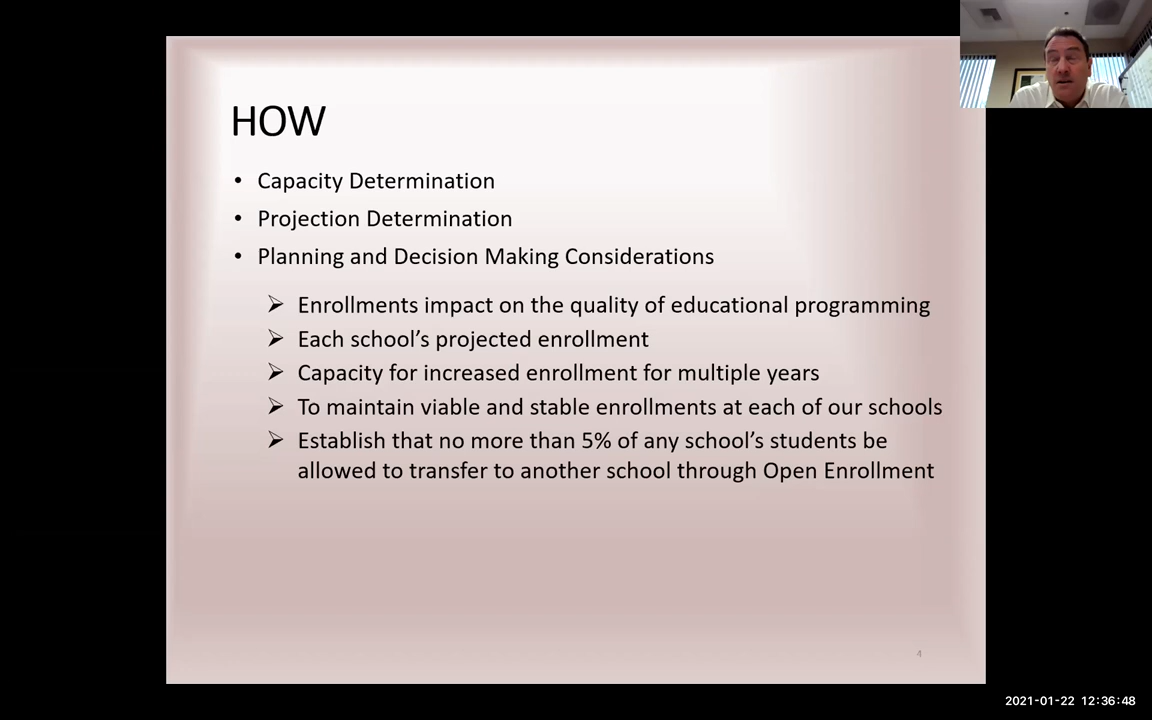 HOW
• Capacity Determination
• Projection Determination
• Planning and Decision Making Considerations
➢ Enrollments impact on the quality of educational programming
➢ Each school’s projected enrollment
➢ Capacity for increased enrollment for multiple years
➢ To maintain viable and stable enrollments at each of our schools
➢ Establish that no more than 5% of any school’s students be
allowed to transfer to another school through Open Enrollment
4
2021-01-22 12:36:48